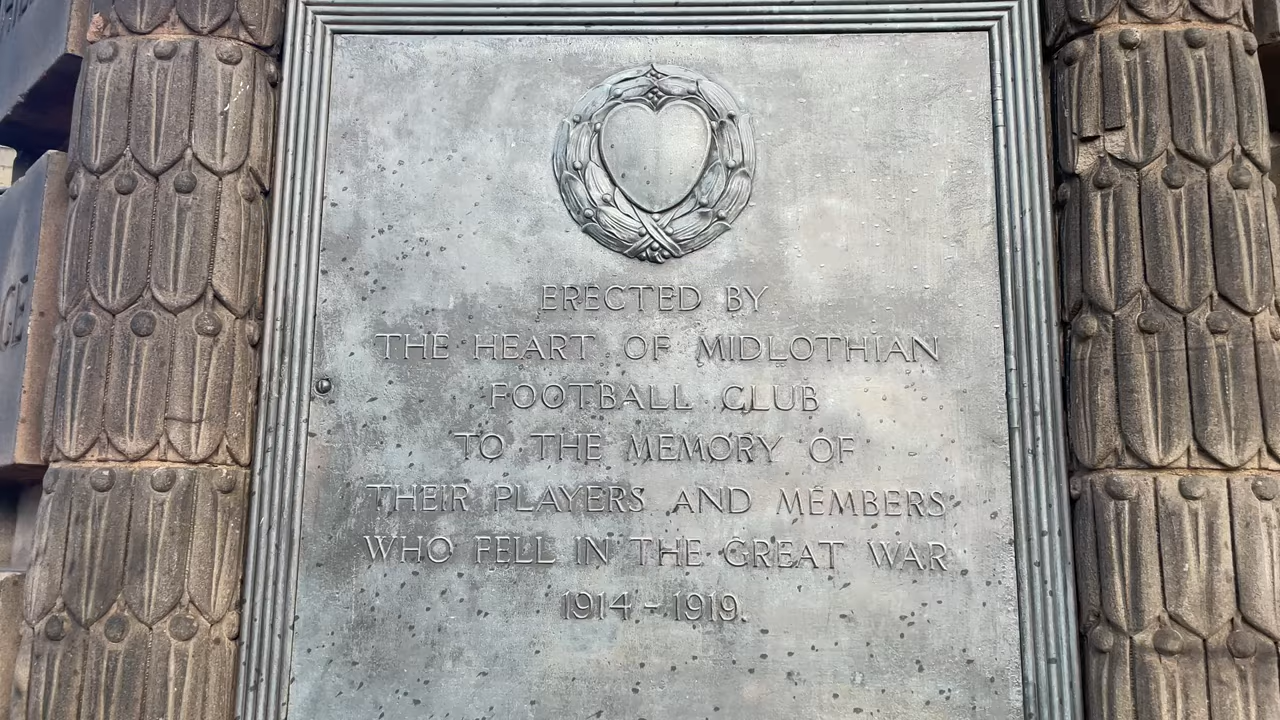 ERECTED BY
THE HEART OF MIDLOTHIAN
FOOTBALL CLUB
TO THE MEMORY OF
THEIR PLAYERS AND MEMBERS
WHO FELL IN THE GREAT WAR
1914 - 1919.